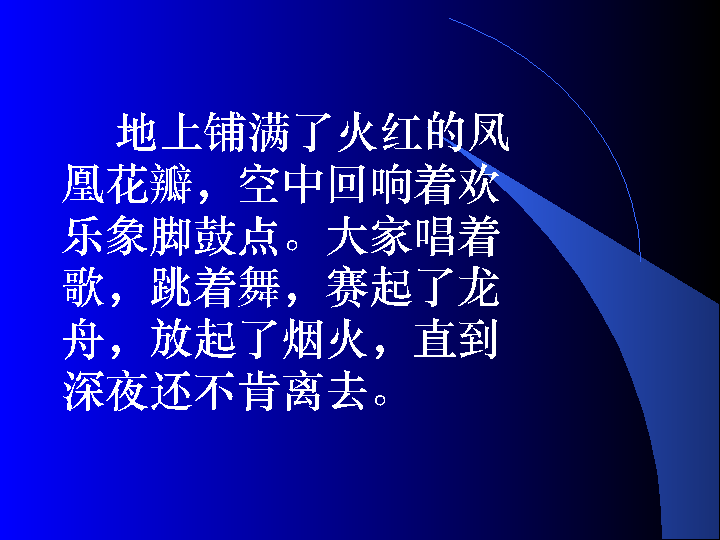 地上铺满了火红的凤
凰花瓣，空中回响着欢
乐象脚鼓点。大家唱着
歌，跳着舞，赛起了龙
舟，放起了烟火，直到
深夜还不肯离去。